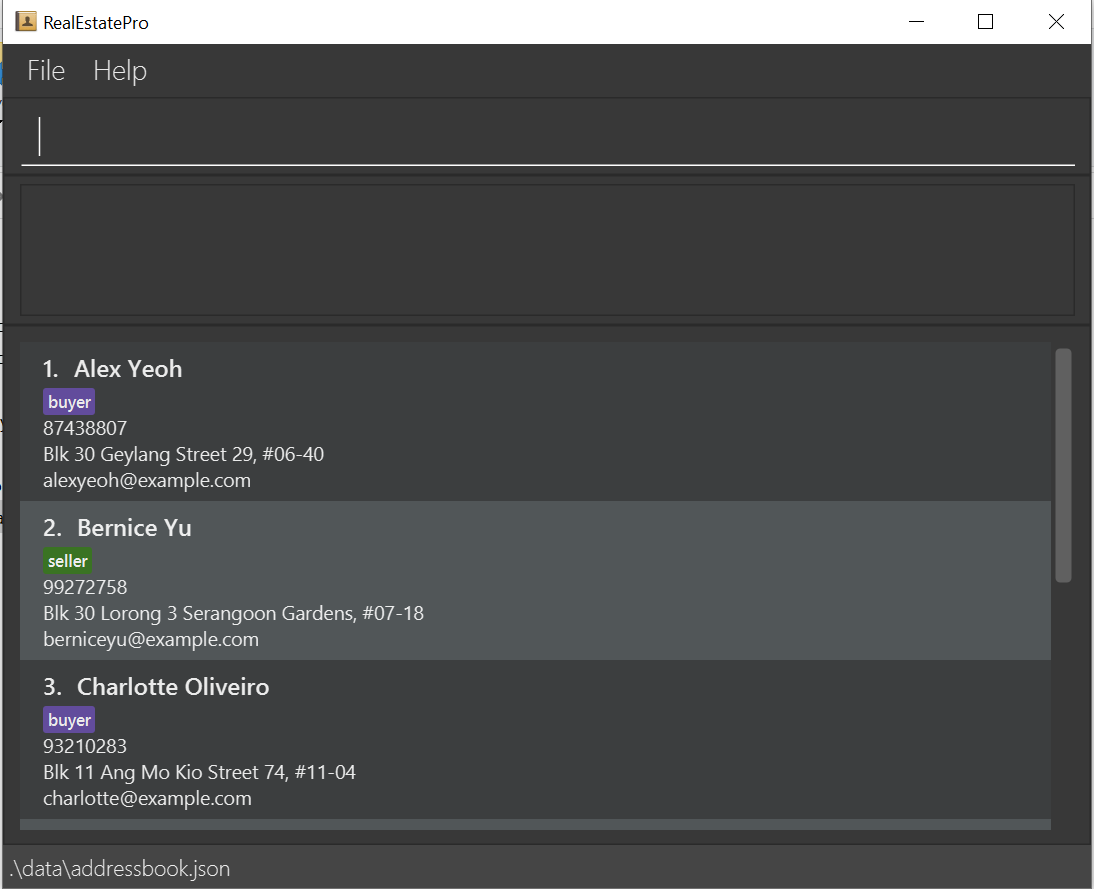 RealEstatePro
File Help
1. Alex Yeoh
buyer
87438807
Blk 30 Geylang Street 29, #06-40
alexyeoh@example.com
2. Bernice Yu
seller
99272758
Blk 30 Lorong 3 Serangoon Gardens, #07-18
berniceyu@example.com
3. Charlotte Oliveiro
buyer
93210283
Blk 11 Ang Mo Kio Street 74, #11-04
charlotte@example.com
.\data\addressbook.json